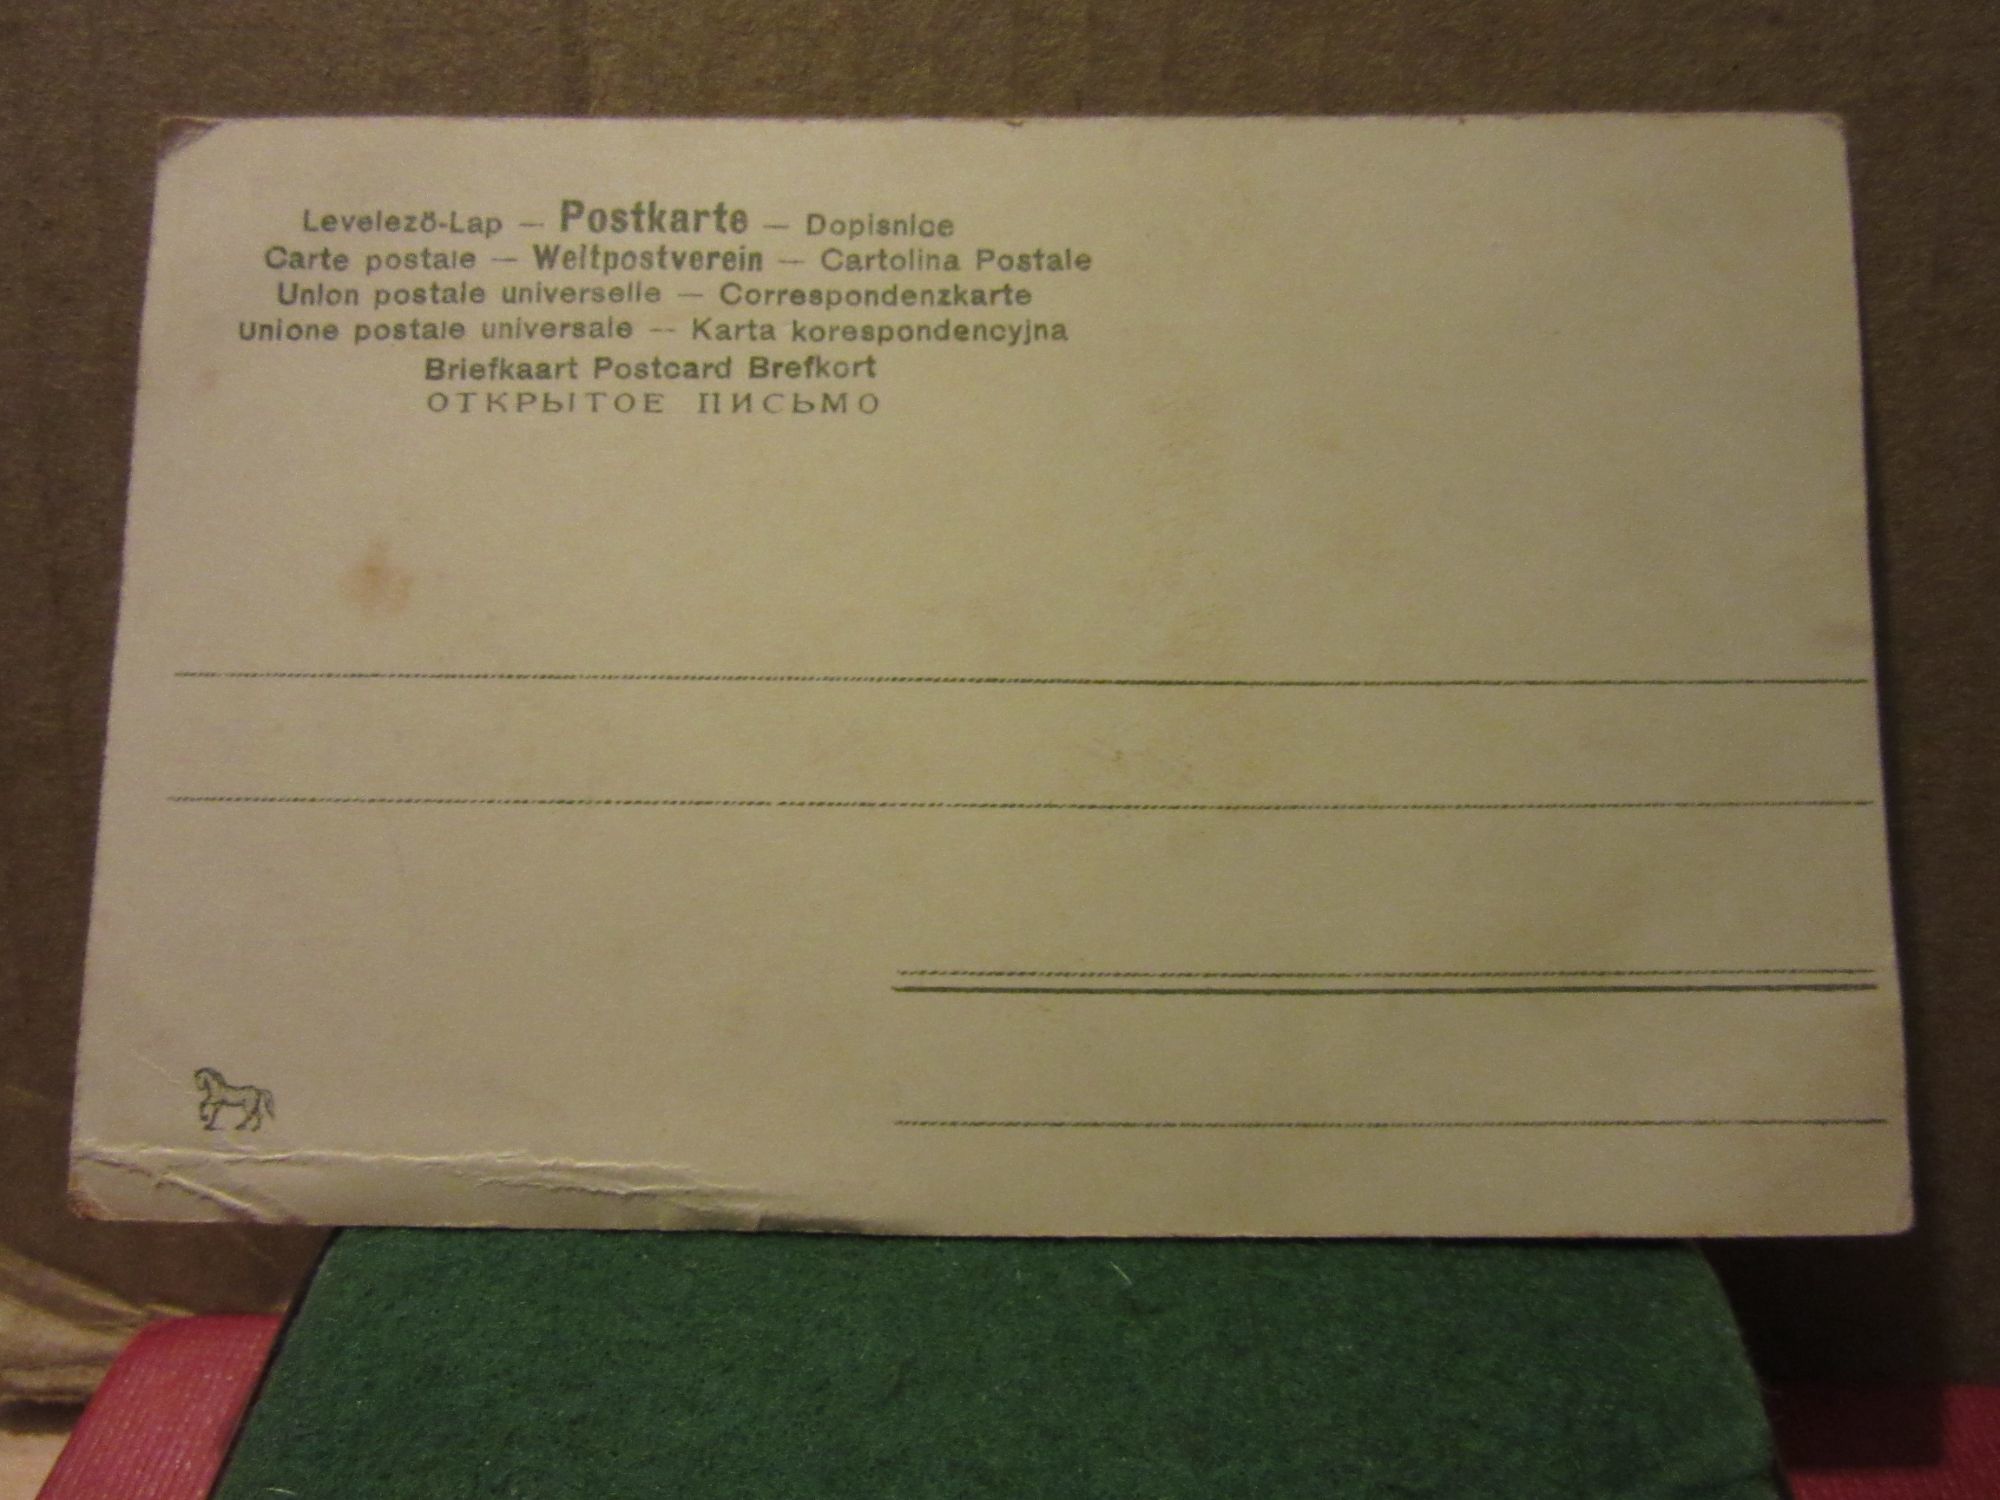 Levelező-Lap — Postkarte — Dopisnice
Carte postale — Weltpostverein — Cartolina Postale
Union postale universelle — Correspondenzkarte
Unione postale universale — Karta korespondencyjna
Briefkaart Postcard Brefkort
ОТКРЫТОЕ ПИСЬМО